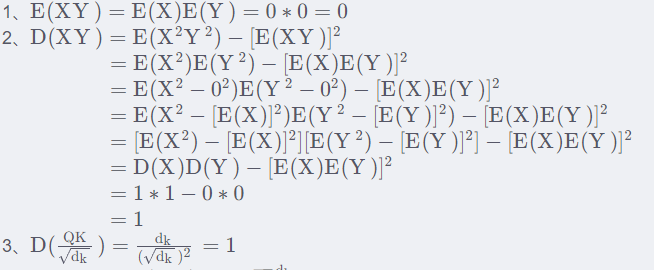 1、E(XY) = E(X)E(Y) = 0 * 0 = 0
2、D(XY) = E(X²Y²) − [E(XY)]²
= E(X²)E(Y²) − [E(X)E(Y)]²
= E(X² − 0²)E(Y² − 0²) − [E(X)E(Y)]²
= E(X² − [E(X)]²)E(Y² − [E(Y)]²) − [E(X)E(Y)]²
= [E(X²) − [E(X)]²][E(Y²) − [E(Y)]²] − [E(X)E(Y)]²
= D(X)D(Y) − [E(X)E(Y)]²
= 1 * 1 − 0 * 0
= 1
3、D(QK/√dk) = dk/(√dk)² = 1